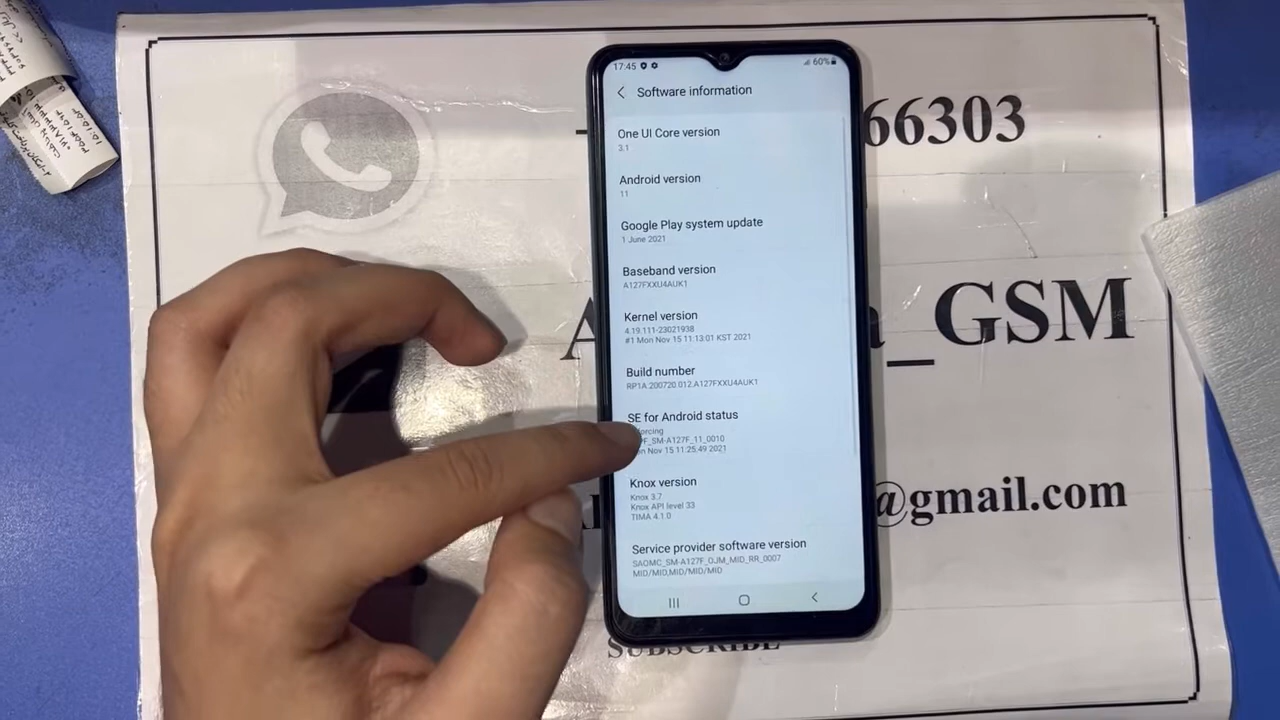 17:45
60%
Software information
One UI Core version
3.1
Android version
11
Google Play system update
1 June 2021
Baseband version
A127FXXU4AUK1
Kernel version
4.19.111-23021938
#1 Mon Nov 15 11:13:01 KST 2021
Build number
RP1A.200720.012.A127FXXU4AUK1
SE for Android status
orcing
F_SM-A127F_11_0010
n Nov 15 11:25:49 2021
Knox version
Knox 3.7
Knox API level 33
TIMA 4.1.0
Service provider software version
SAOMC_SM-A127F_OJM_MID_RR_0007
MID/MID,MID/MID/MID
66303
A a_GSM
@gmail.com
SUBSCRIBE